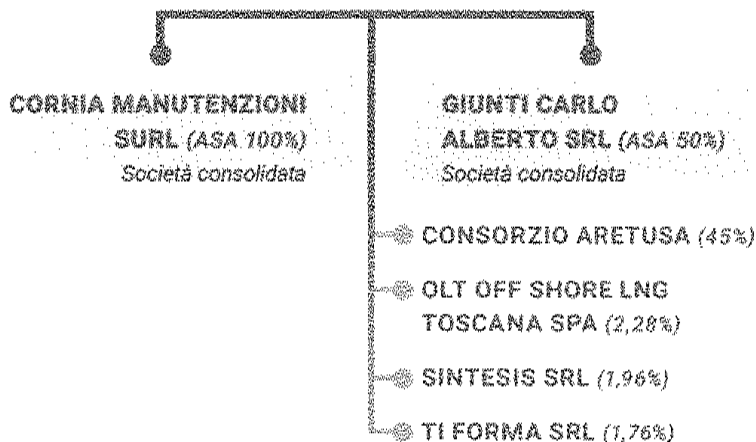 CORNIA MANUTENZIONI
SURL (ASA 100%)
Società consolidata
GIUNTI CARLO
ALBERTO SRL (ASA 50%)
Società consolidata
CONSORZIO ARETUSA (45%)
OLT OFF SHORE LNG
TOSCANA SPA (2,28%)
SINTESIS SRL (1,96%)
TI FORMA SRL (1,76%)